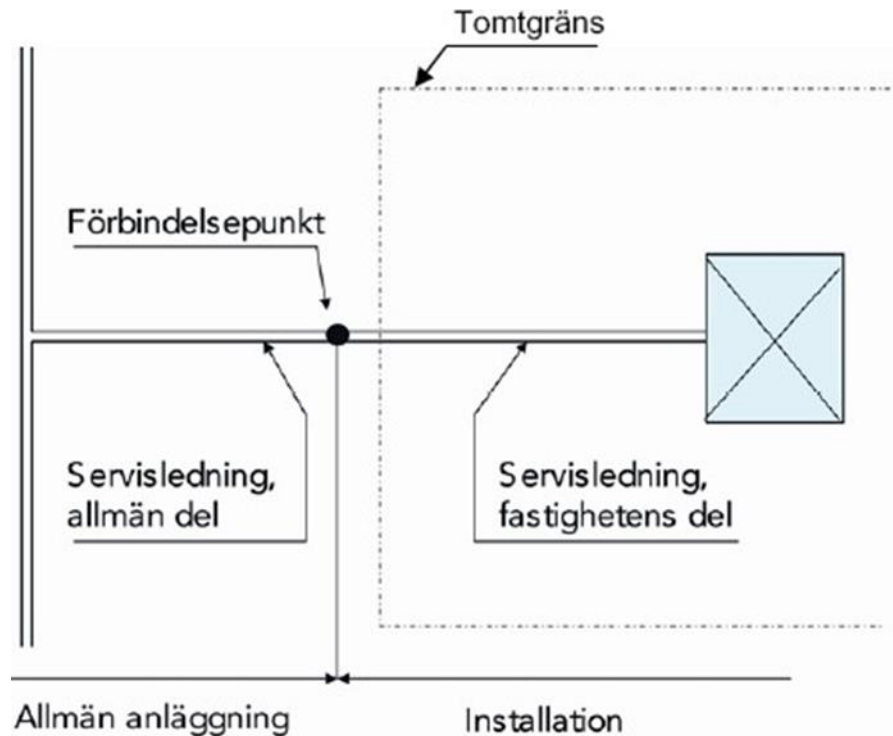 Tomtgräns
Förbindelsepunkt
Servisledning,
allmän del
Servisledning,
fastighetens del
Allmän anläggning
Installation